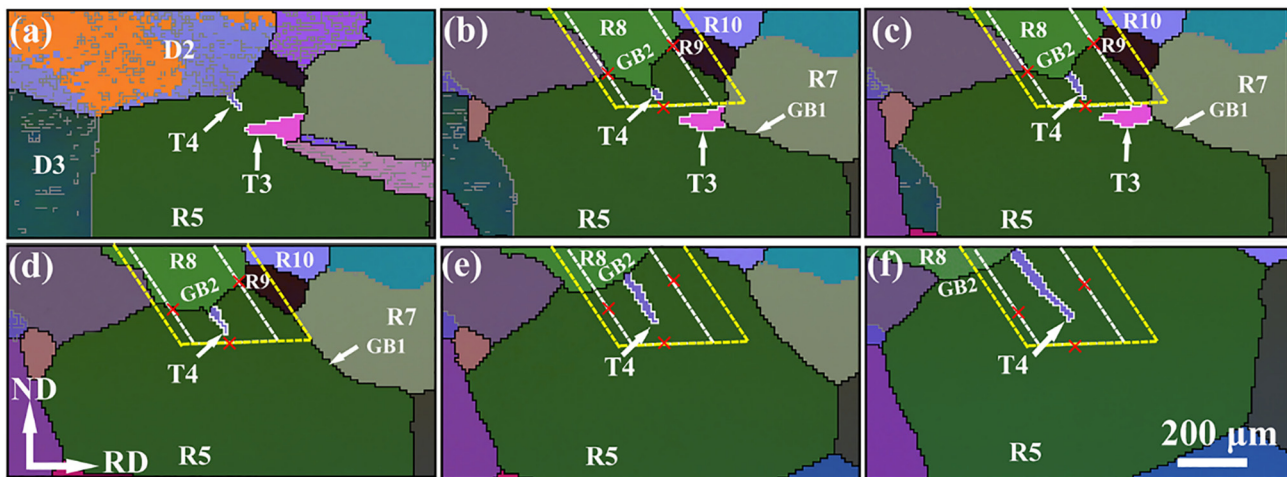 (a)
D2
D3
T4
T3
R5
(b)
R8
GB2
R9
R10
R7
GB1
T4
T3
R5
(c)
R8
GB2
R9
R10
R7
GB1
T4
T3
R5
(d)
R8
GB2
R9
R10
R7
GB1
T4
R5
ND
RD
(e)
R8
GB2
T4
R5
(f)
R8
GB2
T4
R5
200 μm